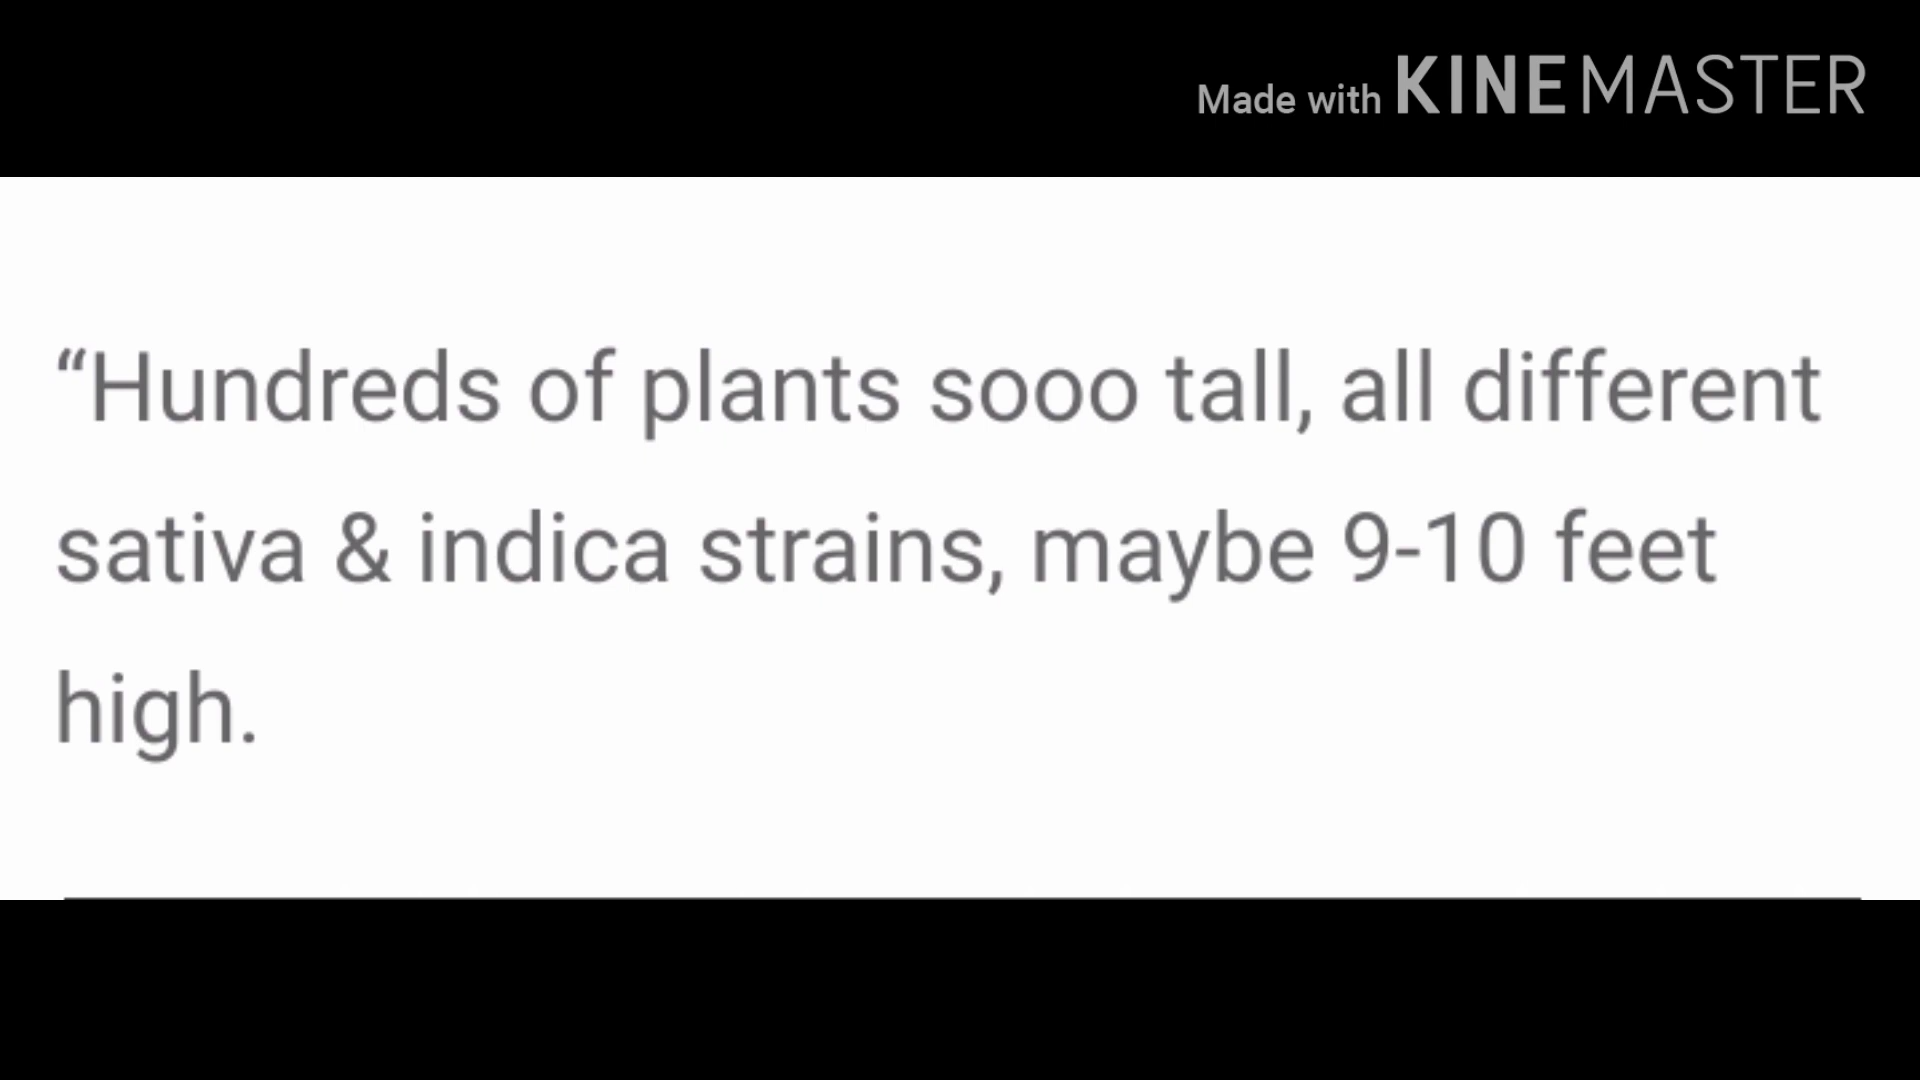 Made with KINEMASTER
“Hundreds of plants sooo tall, all different
sativa & indica strains, maybe 9-10 feet
high.